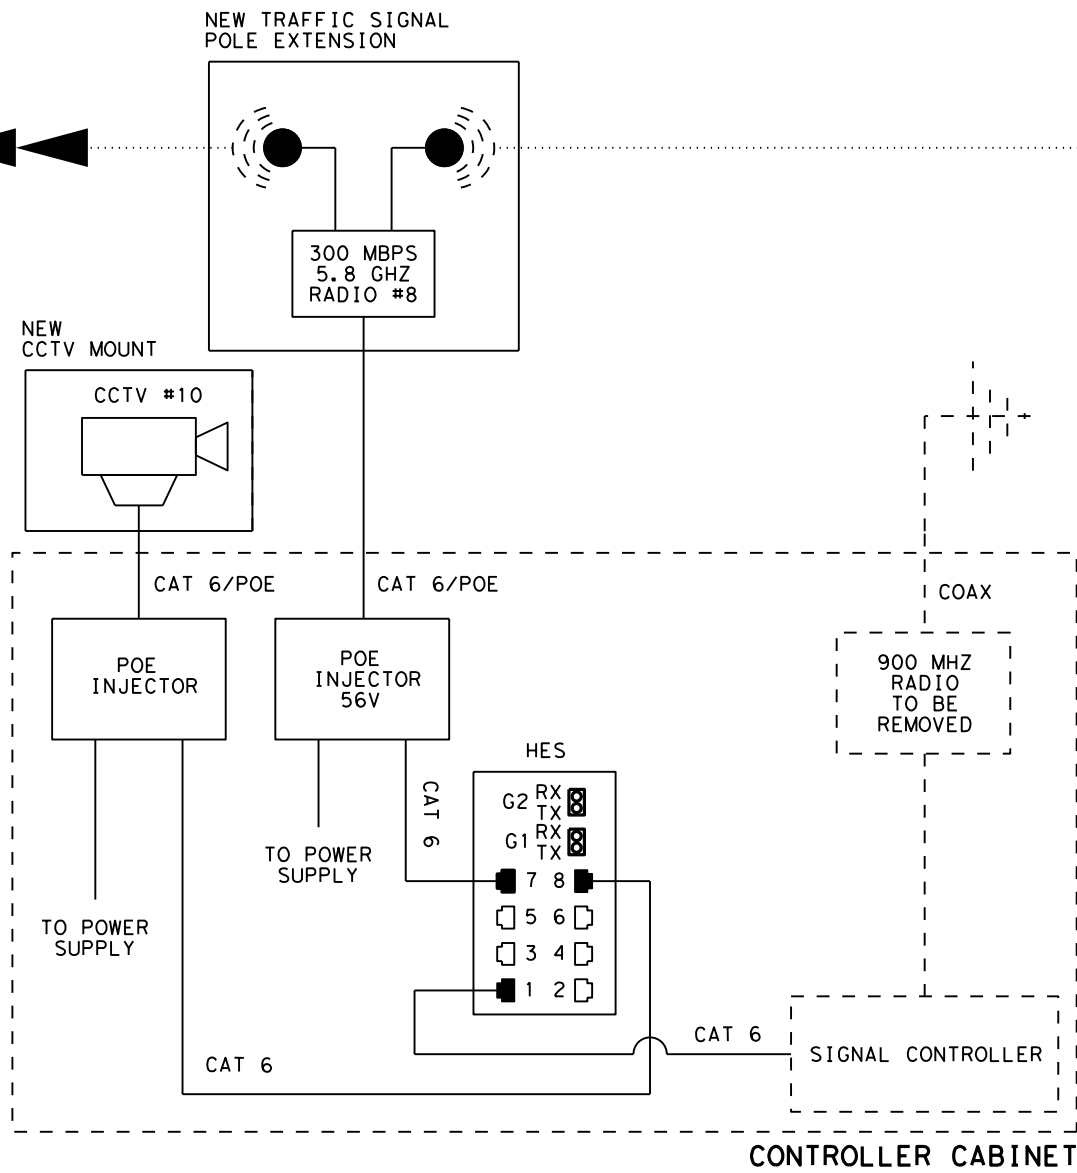 NEW TRAFFIC SIGNAL
POLE EXTENSION
300 MBPS
5.8 GHZ
RADIO #8
NEW
CCTV MOUNT
CCTV #10
CAT 6/POE
CAT 6/POE
COAX
POE
INJECTOR
POE
INJECTOR
56V
900 MHZ
RADIO
TO BE
REMOVED
HES
CAT 6
G2 RX
TX
G1 RX
TX
7 8
5 6
3 4
1 2
TO POWER
SUPPLY
TO POWER
SUPPLY
CAT 6
CAT 6
SIGNAL CONTROLLER
CONTROLLER CABINET